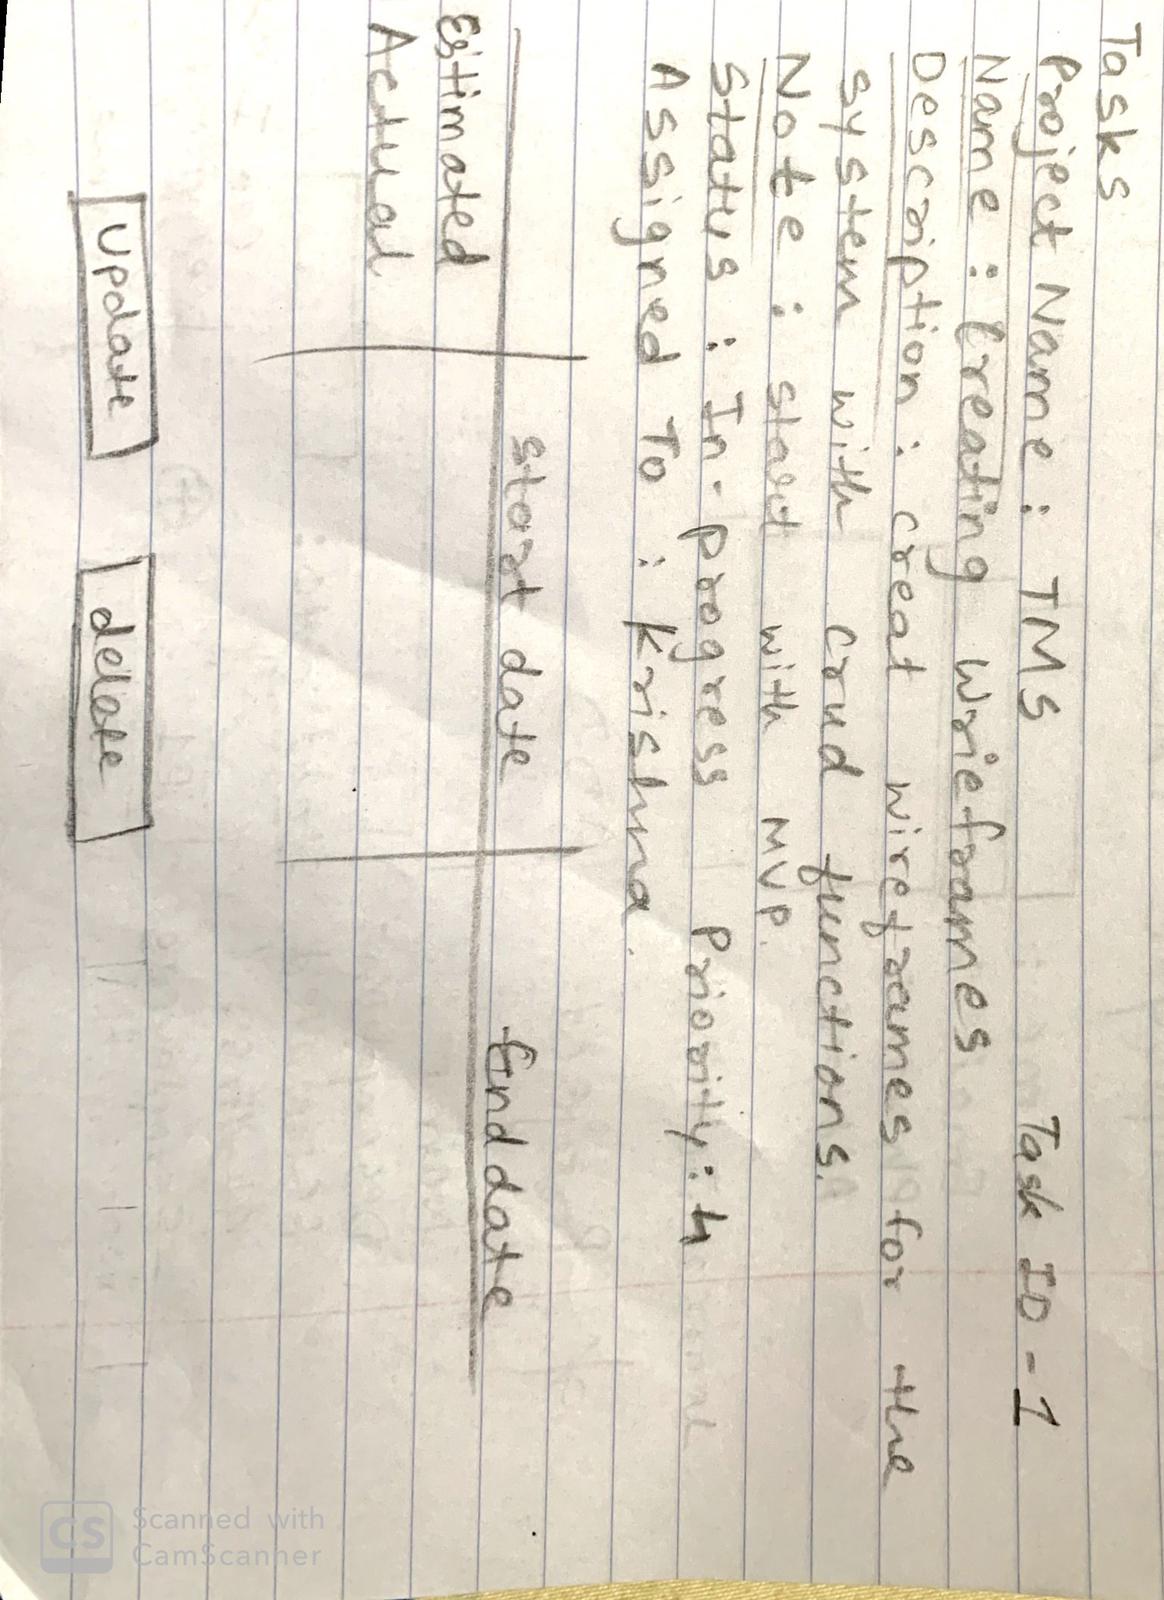 Tasks
Project Name : TMS Task ID - 1
Name : Creating Wrieframes
Description : creat wireframes for the
system with crud functions.
Note : start with MVP.
Status : In-progress Priority : h
Assigned To : Krishna.
Start date End date
Estimated
Actual
Update delete
CS Scanned with
CamScanner